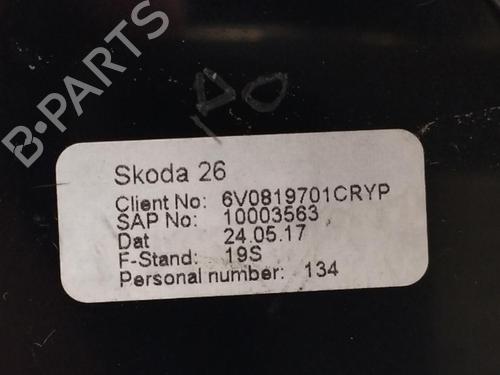 B-PARTS
Skoda 26
Client No: 6V0819701CRYP
SAP No: 10003563
Dat 24.05.17
F-Stand: 19S
Personal number: 134